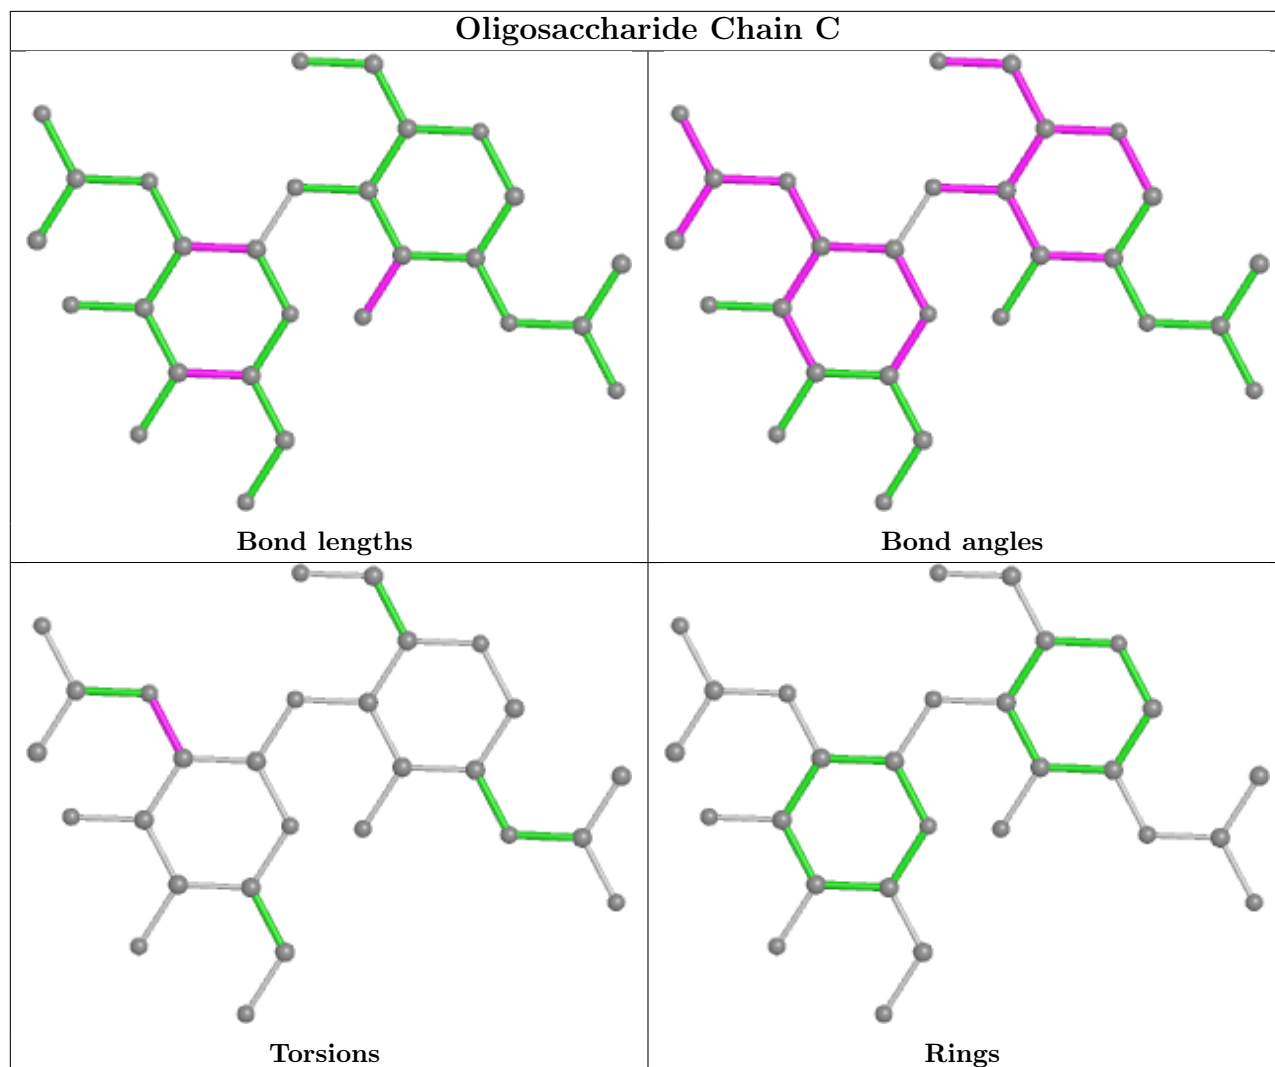 Oligosaccharide Chain C
Bond lengths
Bond angles
Torsions
Rings